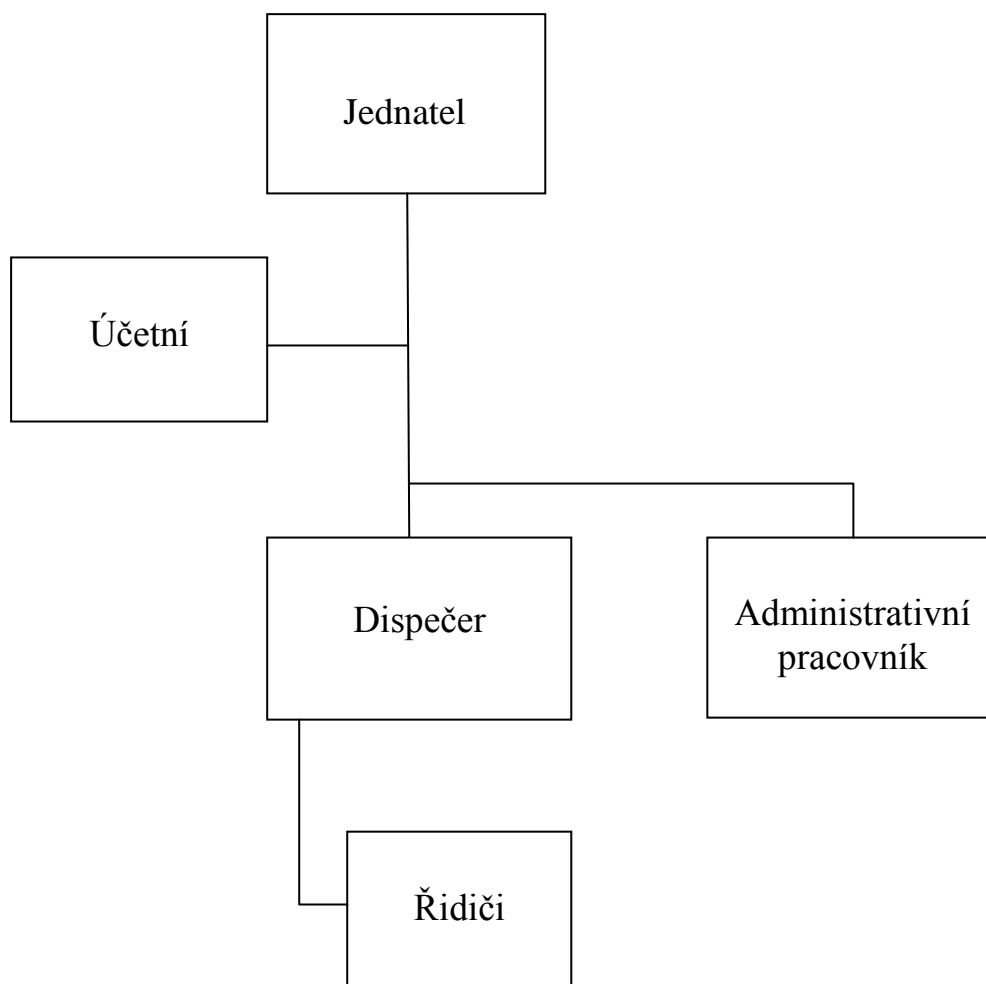 Jednatel
Účetní
Dispečer
Administrativní
pracovník
Řidiči